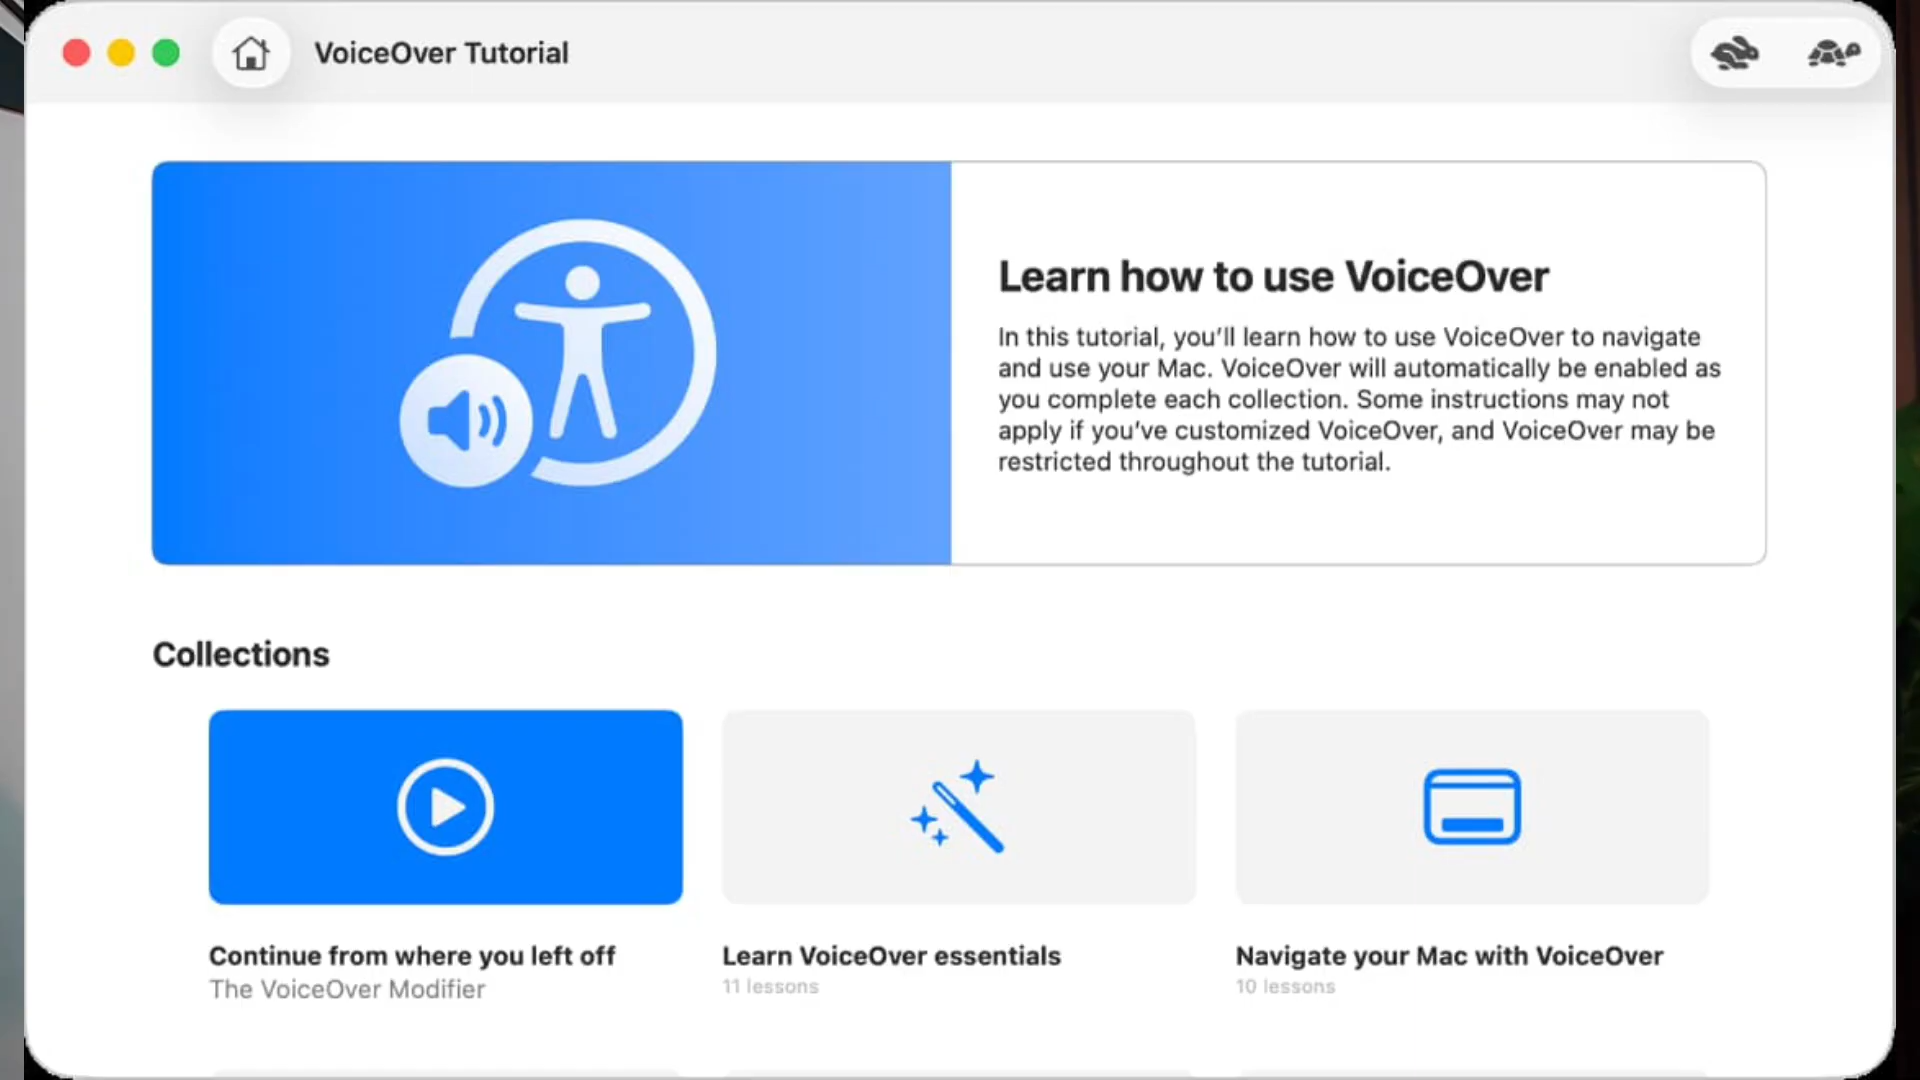 VoiceOver Tutorial
Learn how to use VoiceOver
In this tutorial, you’ll learn how to use VoiceOver to navigate
and use your Mac. VoiceOver will automatically be enabled as
you complete each collection. Some instructions may not
apply if you’ve customized VoiceOver, and VoiceOver may be
restricted throughout the tutorial.
Collections
Continue from where you left off
The VoiceOver Modifier
Learn VoiceOver essentials
11 lessons
Navigate your Mac with VoiceOver
10 lessons